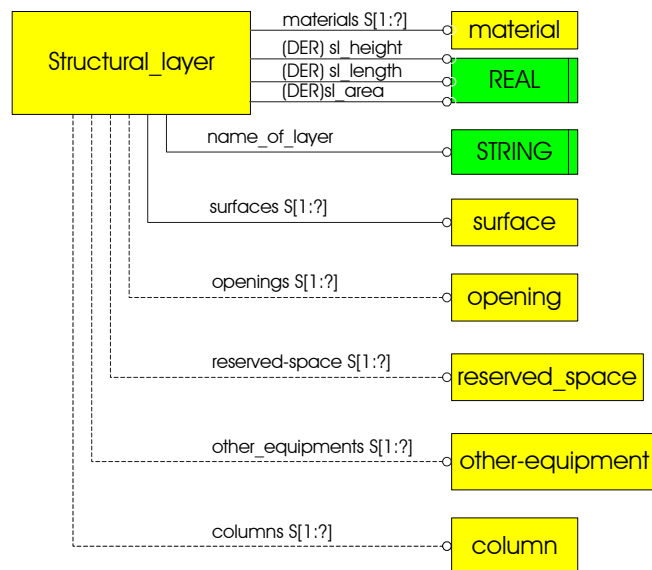 materials S[1:?]
material
Structural_layer
(DER) sl_height
(DER) sl_length
REAL
(DER)sl_area
name_of_layer
STRING
surfaces S[1:?]
surface
openings S[1:?]
opening
reserved-space S[1:?]
reserved_space
other_equipments S[1:?]
other-equipment
columns S[1:?]
column